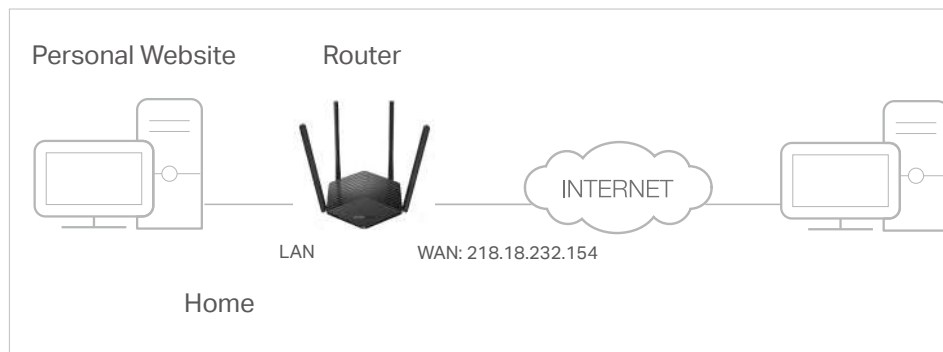 Personal Website
Router
INTERNET
LAN
WAN: 218.18.232.154
Home